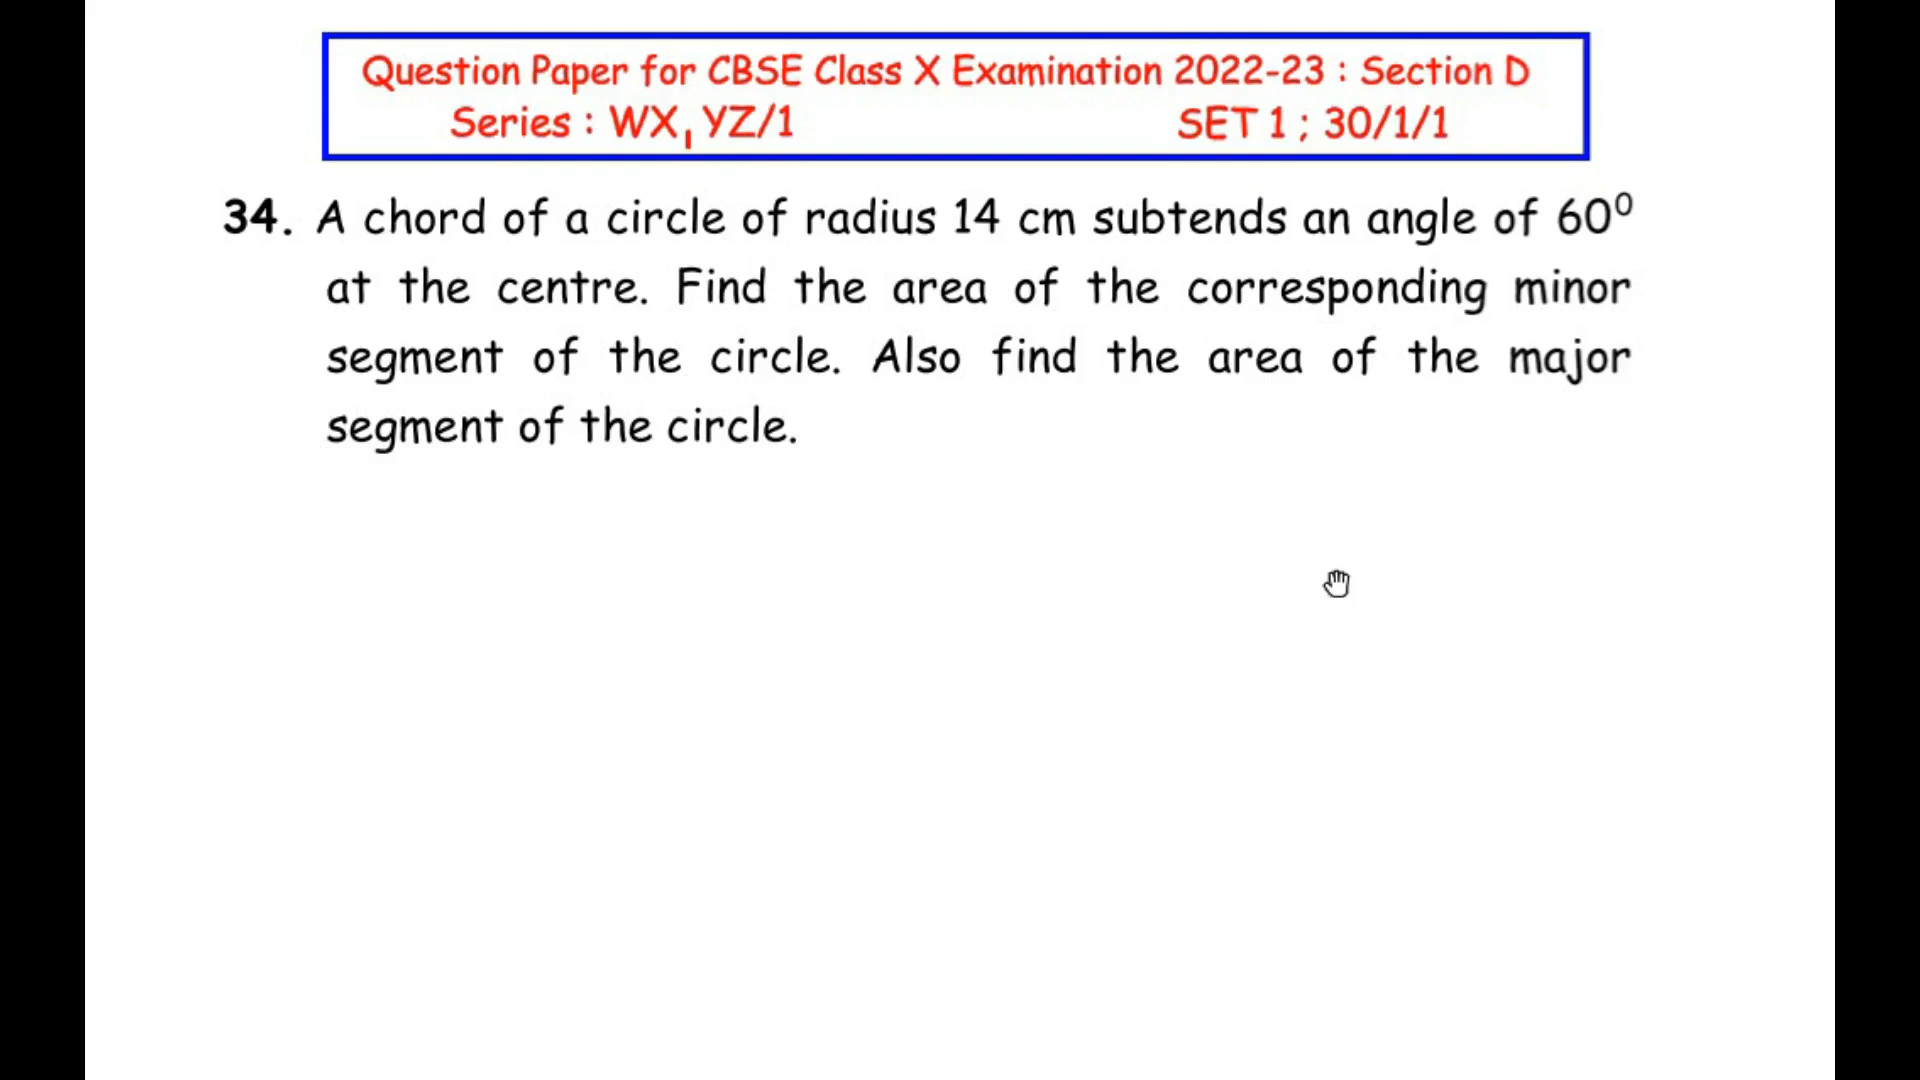 Question Paper for CBSE Class X Examination 2022-23 : Section D
Series : WX, YZ/1 SET 1 ; 30/1/1
34. A chord of a circle of radius 14 cm subtends an angle of 60⁰
at the centre. Find the area of the corresponding minor
segment of the circle. Also find the area of the major
segment of the circle.